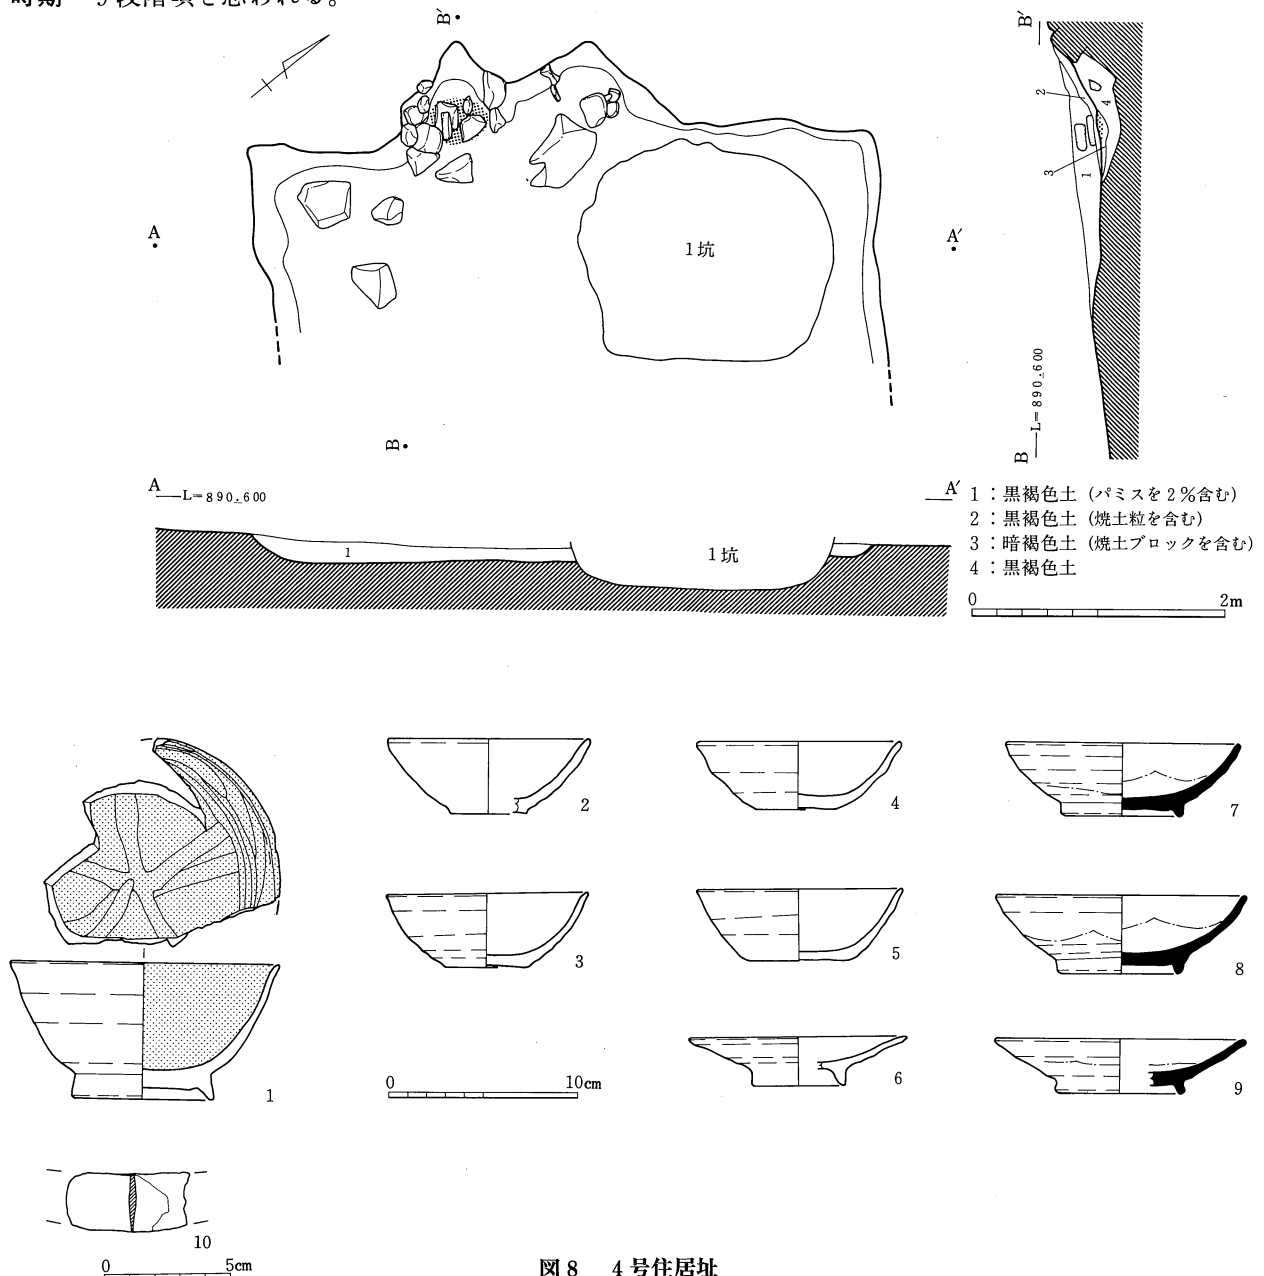 B′
A
1坑
A′
B
A
L=890.600
A′
1
1坑
B′
2
4
3
1
B
L=890.600
1：黒褐色土（パミスを2％含む）
2：黒褐色土（焼土粒を含む）
3：暗褐色土（焼土ブロックを含む）
4：黒褐色土
0 2m
2
4
7
3
5
8
1
0 10cm
6
9
10
0 5cm
図8 4号住居址